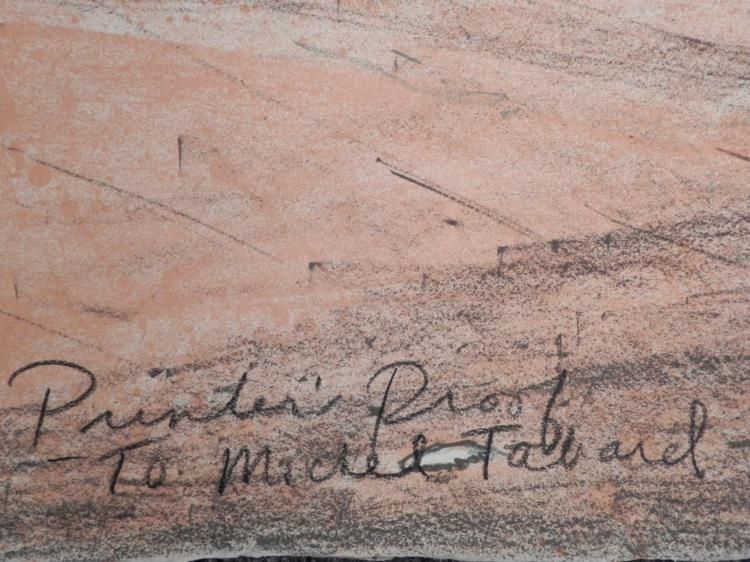 Printer' Proof
- To Michel Tabard